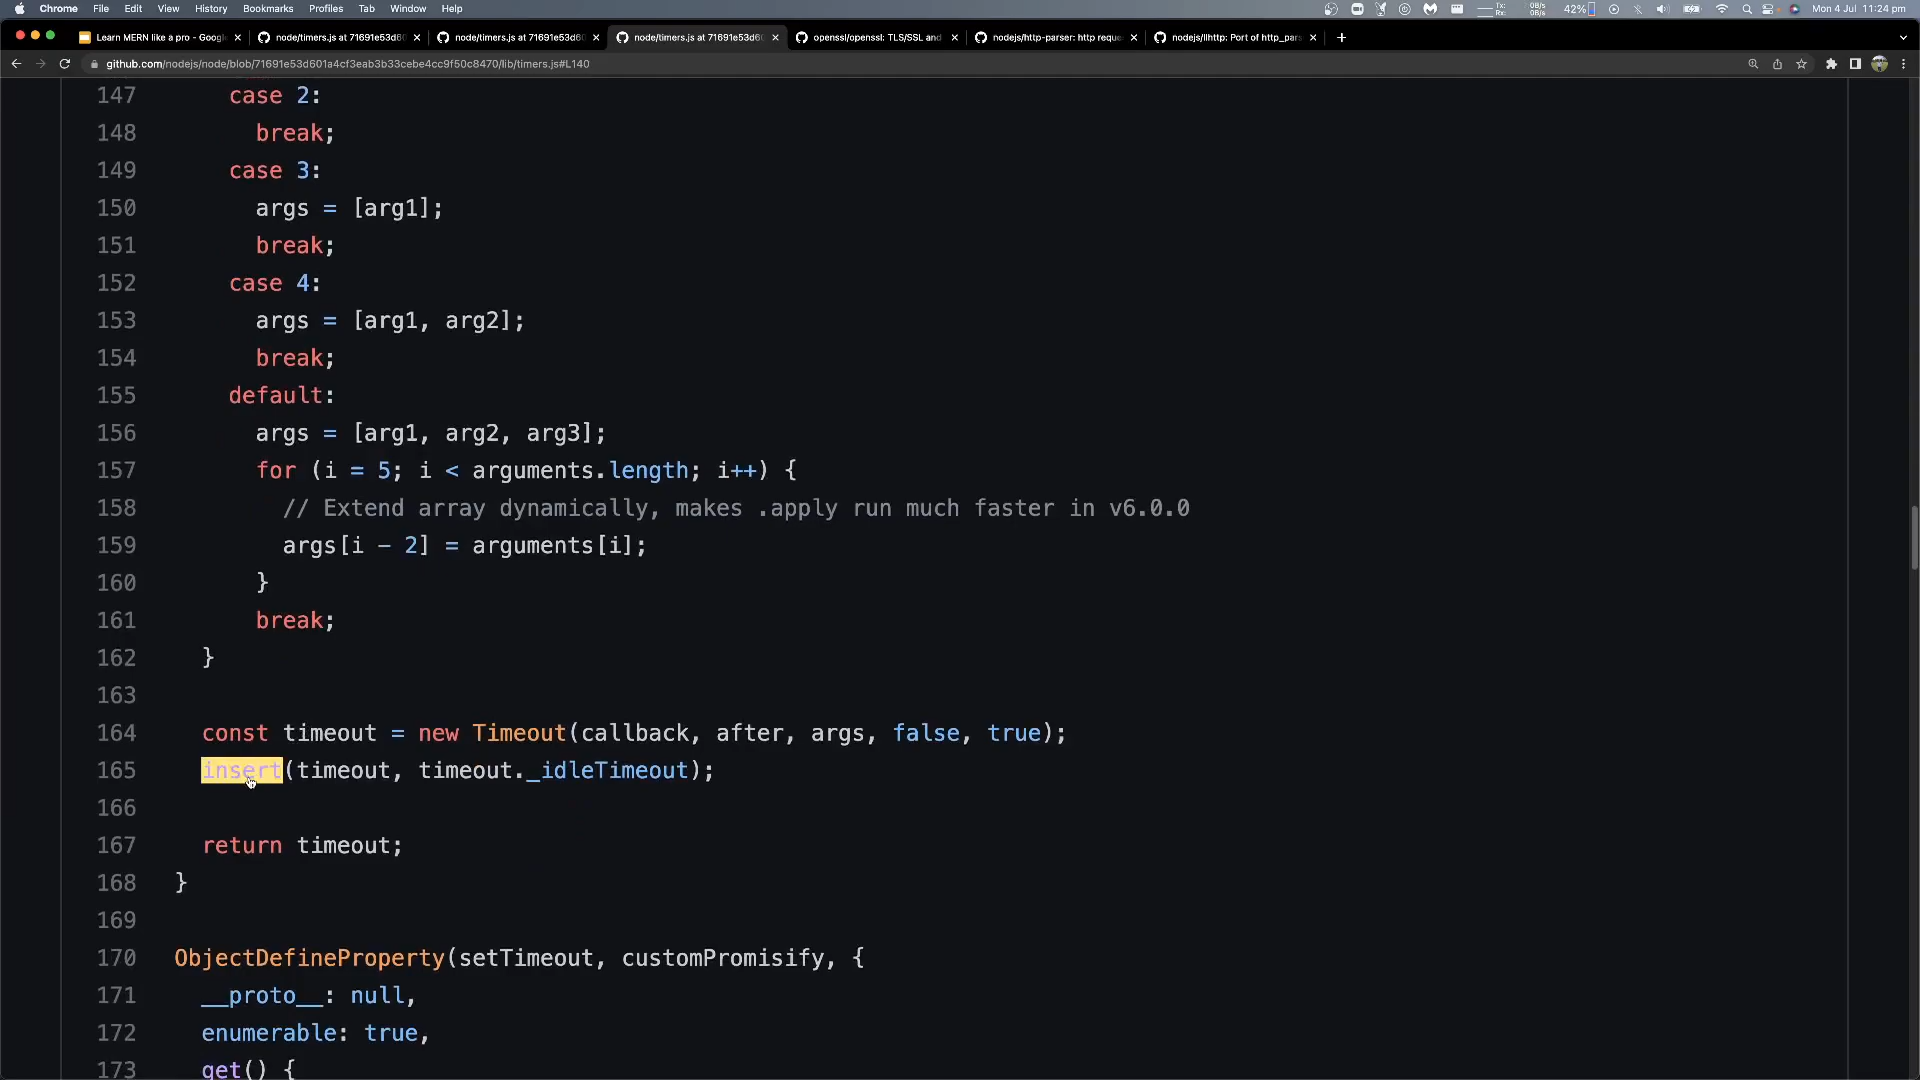 Chrome File Edit View History Bookmarks Profiles Tab Window Help 42% Mon 4 Jul 11:24 pm
Learn MERN like a pro - Google node/timers.js at 71691e53d6 node/timers.js at 71691e53d6 node/timers.js at 71691e53d6 openssl/openssl: TLS/SSL and nodejs/http-parser: http reque nodejs/llhttp: Port of http_par
github.com/nodejs/node/blob/71691e53d601a4cf3eab3b33cebe4cc9f50c8470/lib/timers.js#L140
147 case 2:
148 break;
149 case 3:
150 args = [arg1];
151 break;
152 case 4:
153 args = [arg1, arg2];
154 break;
155 default:
156 args = [arg1, arg2, arg3];
157 for (i = 5; i < arguments.length; i++) {
158 // Extend array dynamically, makes .apply run much faster in v6.0.0
159 args[i - 2] = arguments[i];
160 }
161 break;
162 }
163
164 const timeout = new Timeout(callback, after, args, false, true);
165 insert(timeout, timeout._idleTimeout);
166
167 return timeout;
168 }
169
170 ObjectDefineProperty(setTimeout, customPromisify, {
171 __proto__: null,
172 enumerable: true,
173 get() {